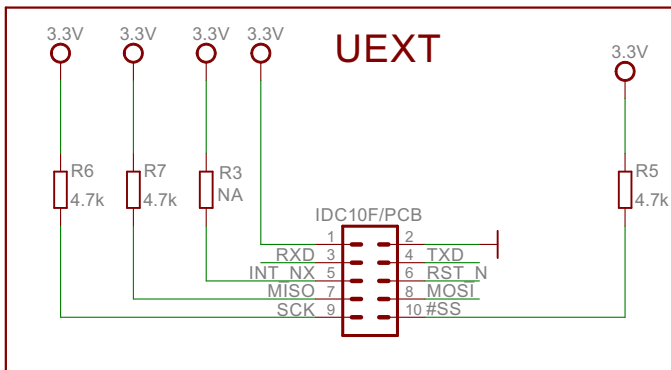 3.3V 3.3V 3.3V 3.3V
UEXT
3.3V
R6
4.7k
R7
4.7k
R3
NA
R5
4.7k
IDC10F/PCB
1 2
RXD 3 4 TXD
INT_NX 5 6 RST_N
MISO 7 8 MOSI
SCK 9 10 #SS